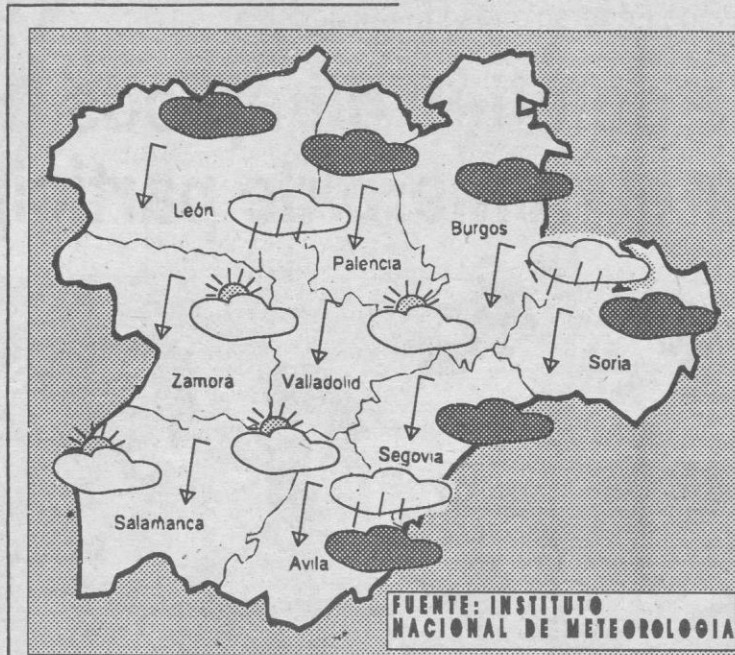 León
Burgos
Palencia
Soria
Zamora
Valladolid
Segovia
Salamanca
Avila
FUENTE: INSTITUTO
NACIONAL DE METEOROLOGIA